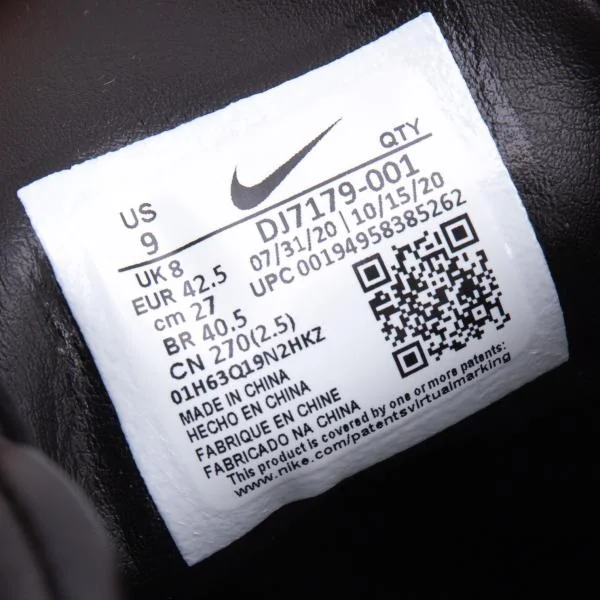 US
9
QTY
UK 8
EUR 42.5
cm 27
BR 40.5
CN 270(2.5)
01H63Q19N2HKZ
DJ7179-001
07/31/20 | 10/15/20
UPC 00194958385262
MADE IN CHINA
HECHO EN CHINA
FABRIQUE EN CHINE
FABRICADO NA CHINA
This product is covered by one or more patents:
www.nike.com/patentsvirtualmarking